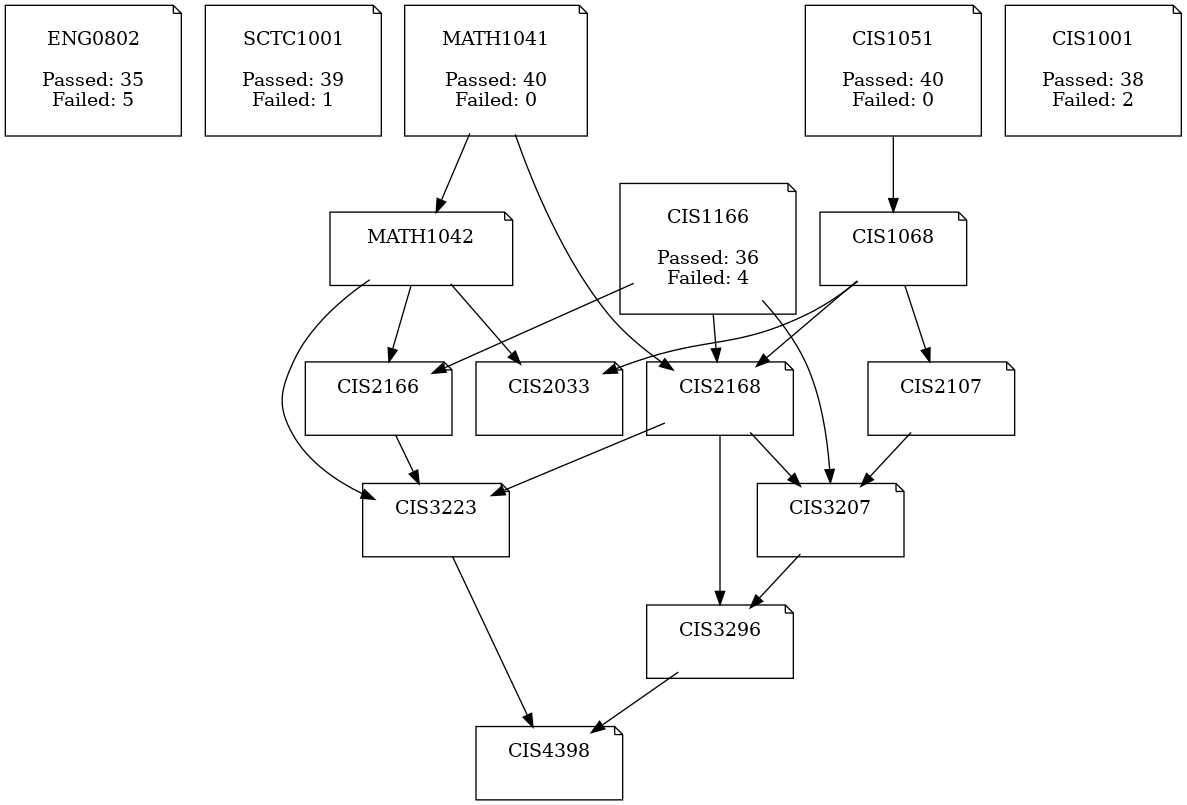 ENG0802
Passed: 35
Failed: 5
SCTC1001
Passed: 39
Failed: 1
MATH1041
Passed: 40
Failed: 0
CIS1051
Passed: 40
Failed: 0
CIS1001
Passed: 38
Failed: 2
CIS1166
Passed: 36
Failed: 4
MATH1042
CIS1068
CIS2166
CIS2033
CIS2168
CIS2107
CIS3223
CIS3207
CIS3296
CIS4398